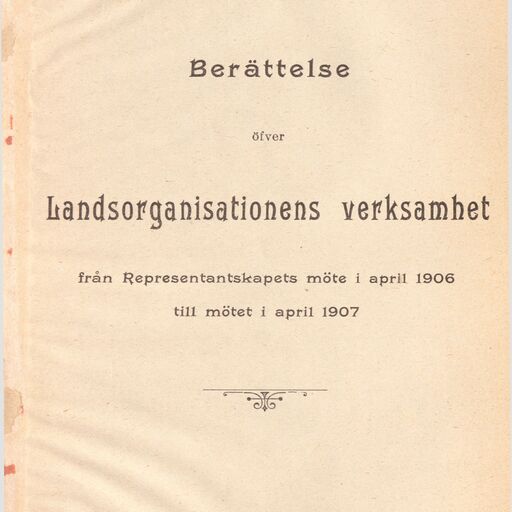 Berättelse
öfver
Landsorganisationens verksamhet
från Representantskapets möte i april 1906
till mötet i april 1907